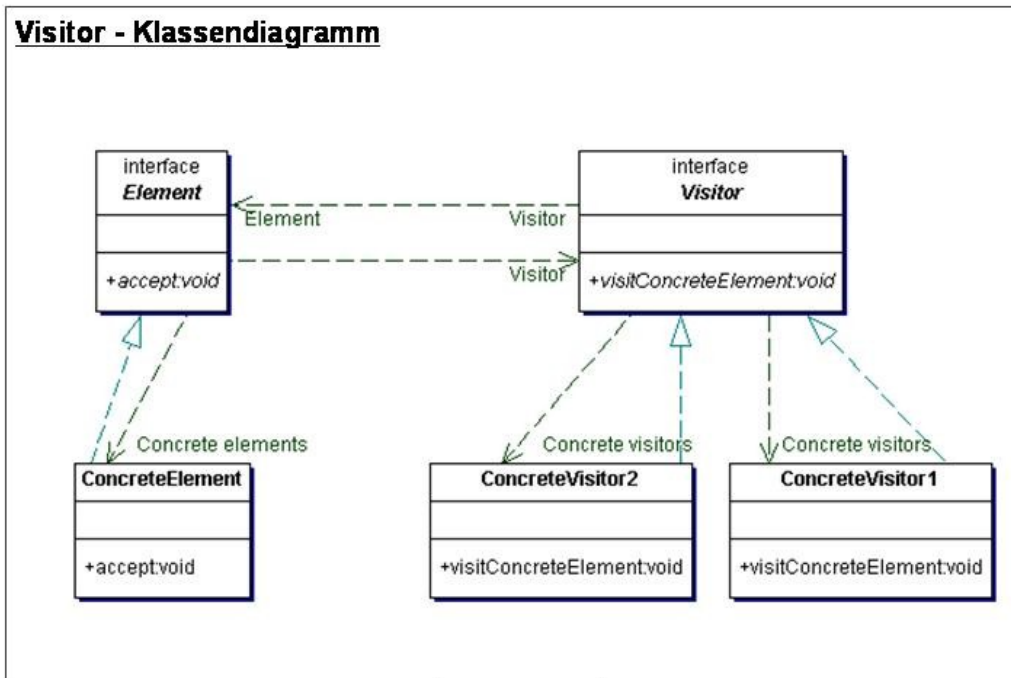 Visitor - Klassendiagramm
interface
Element
+accept:void
interface
Visitor
+visitConcreteElement:void
Element
Visitor
Visitor
Concrete elements
Concrete visitors
Concrete visitors
ConcreteElement
+accept:void
ConcreteVisitor2
+visitConcreteElement:void
ConcreteVisitor1
+visitConcreteElement:void